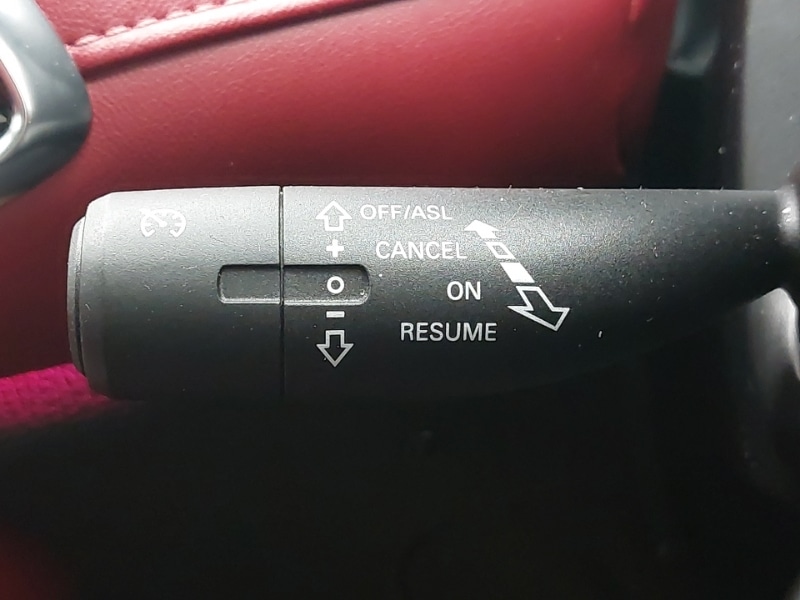 OFF/ASL
+ CANCEL
O ON
- RESUME